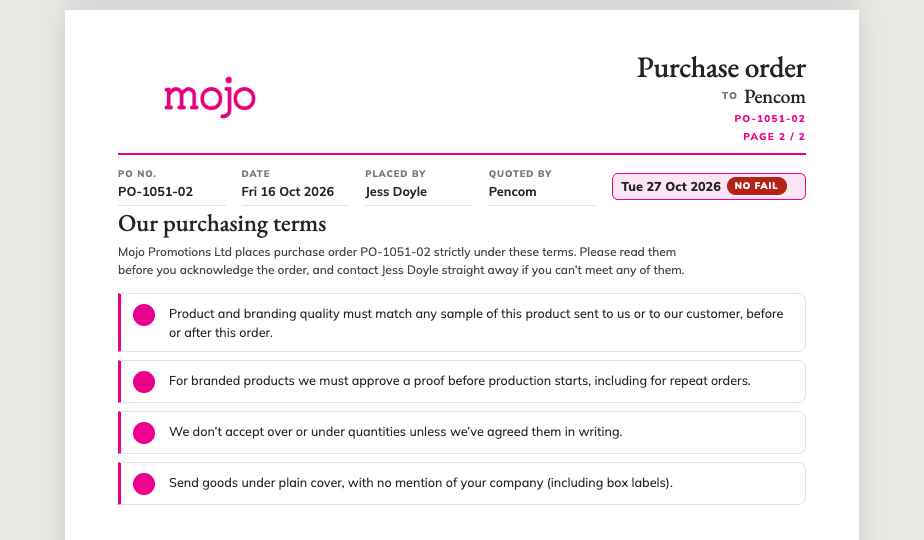 mojo
Purchase order
TO Pencom
PO-1051-02
PAGE 2 / 2
PO NO.
PO-1051-02
DATE
Fri 16 Oct 2026
PLACED BY
Jess Doyle
QUOTED BY
Pencom
Tue 27 Oct 2026 NO FAIL
Our purchasing terms
Mojo Promotions Ltd places purchase order PO-1051-02 strictly under these terms. Please read them
before you acknowledge the order, and contact Jess Doyle straight away if you can't meet any of them.
Product and branding quality must match any sample of this product sent to us or to our customer, before
or after this order.
For branded products we must approve a proof before production starts, including for repeat orders.
We don't accept over or under quantities unless we've agreed them in writing.
Send goods under plain cover, with no mention of your company (including box labels).